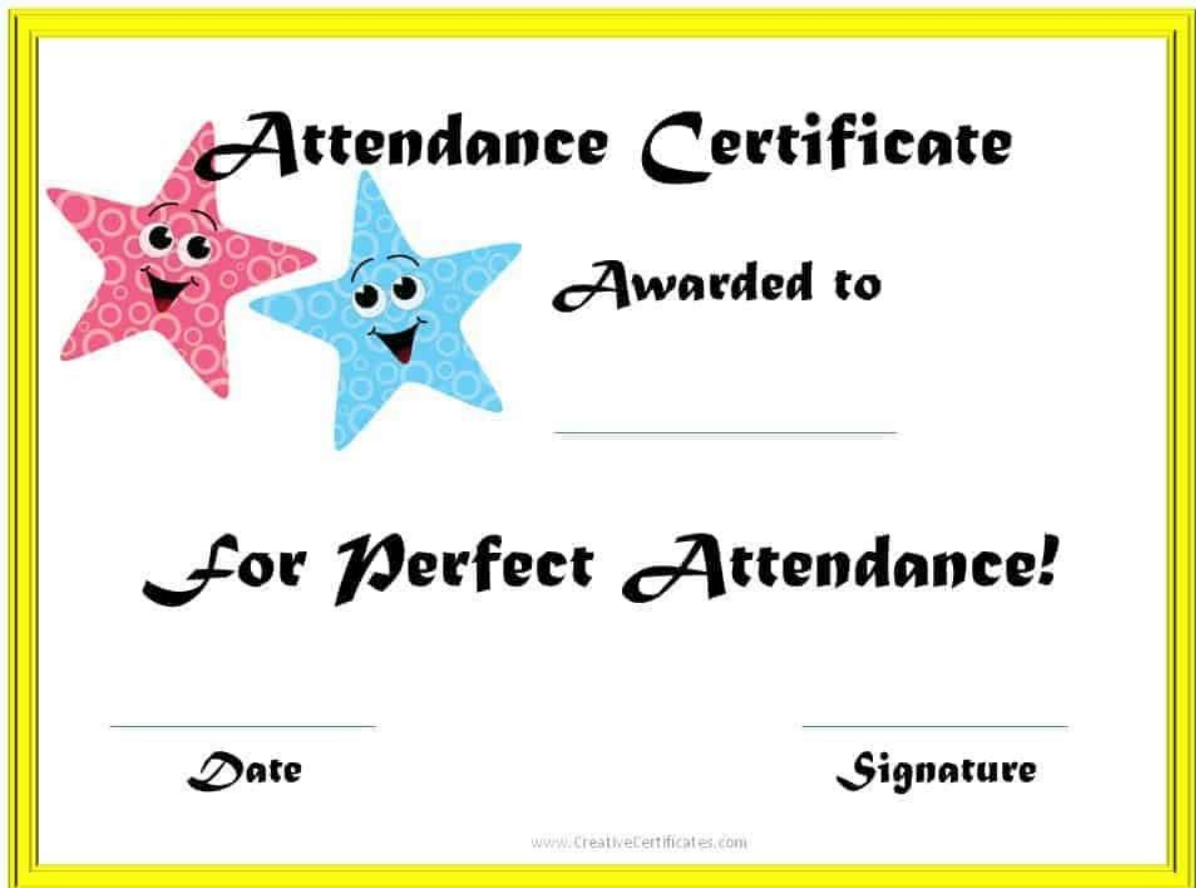 Attendance Certificate
Awarded to
For Perfect Attendance!
Date
Signature
www.CreativeCertificates.com